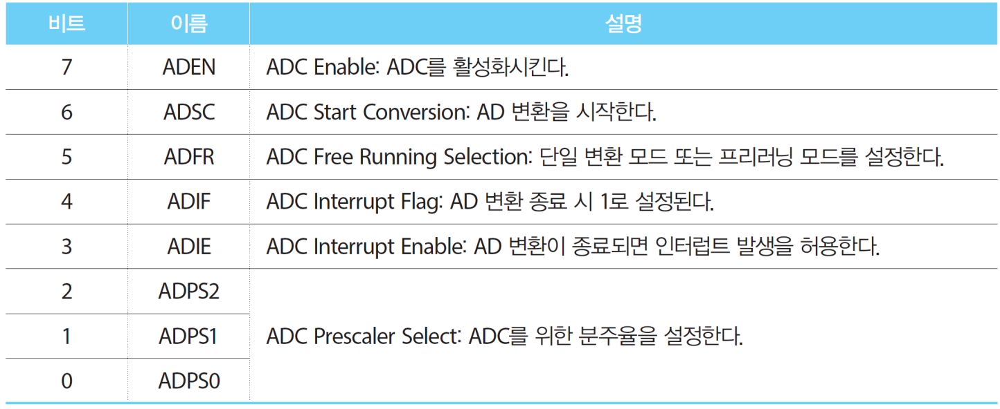 비트 이름 설명
7 ADEN ADC Enable: ADC를 활성화시킨다.
6 ADSC ADC Start Conversion: AD 변환을 시작한다.
5 ADFR ADC Free Running Selection: 단일 변환 모드 또는 프리러닝 모드를 설정한다.
4 ADIF ADC Interrupt Flag: AD 변환 종료 시 1로 설정된다.
3 ADIE ADC Interrupt Enable: AD 변환이 종료되면 인터럽트 발생을 허용한다.
2 ADPS2
1 ADPS1 ADC Prescaler Select: ADC를 위한 분주율을 설정한다.
0 ADPS0